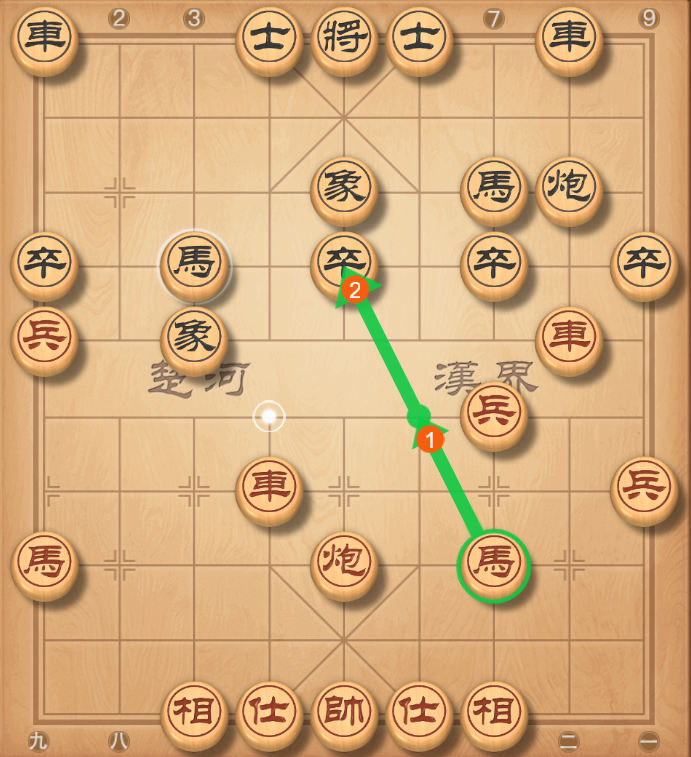 2 3 7 9
車 士 將 士 車
象 馬 炮
卒 馬 卒 卒 卒
2
兵 象 車
楚河 漢界
兵
1
車 兵
馬 炮 馬
相 仕 帥 仕 相
九 八 二 一